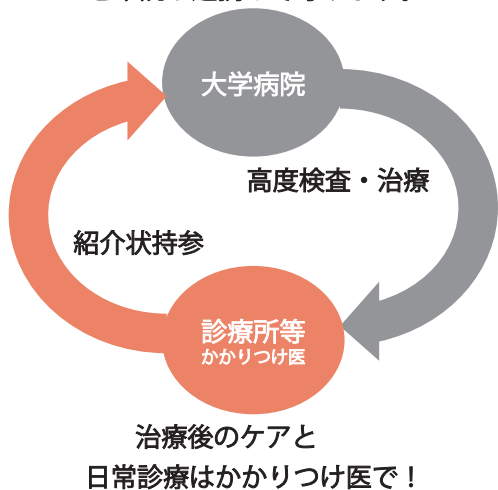 大学病院
高度検査・治療
紹介状持参
診療所等
かかりつけ医
治療後のケアと
日常診療はかかりつけ医で！